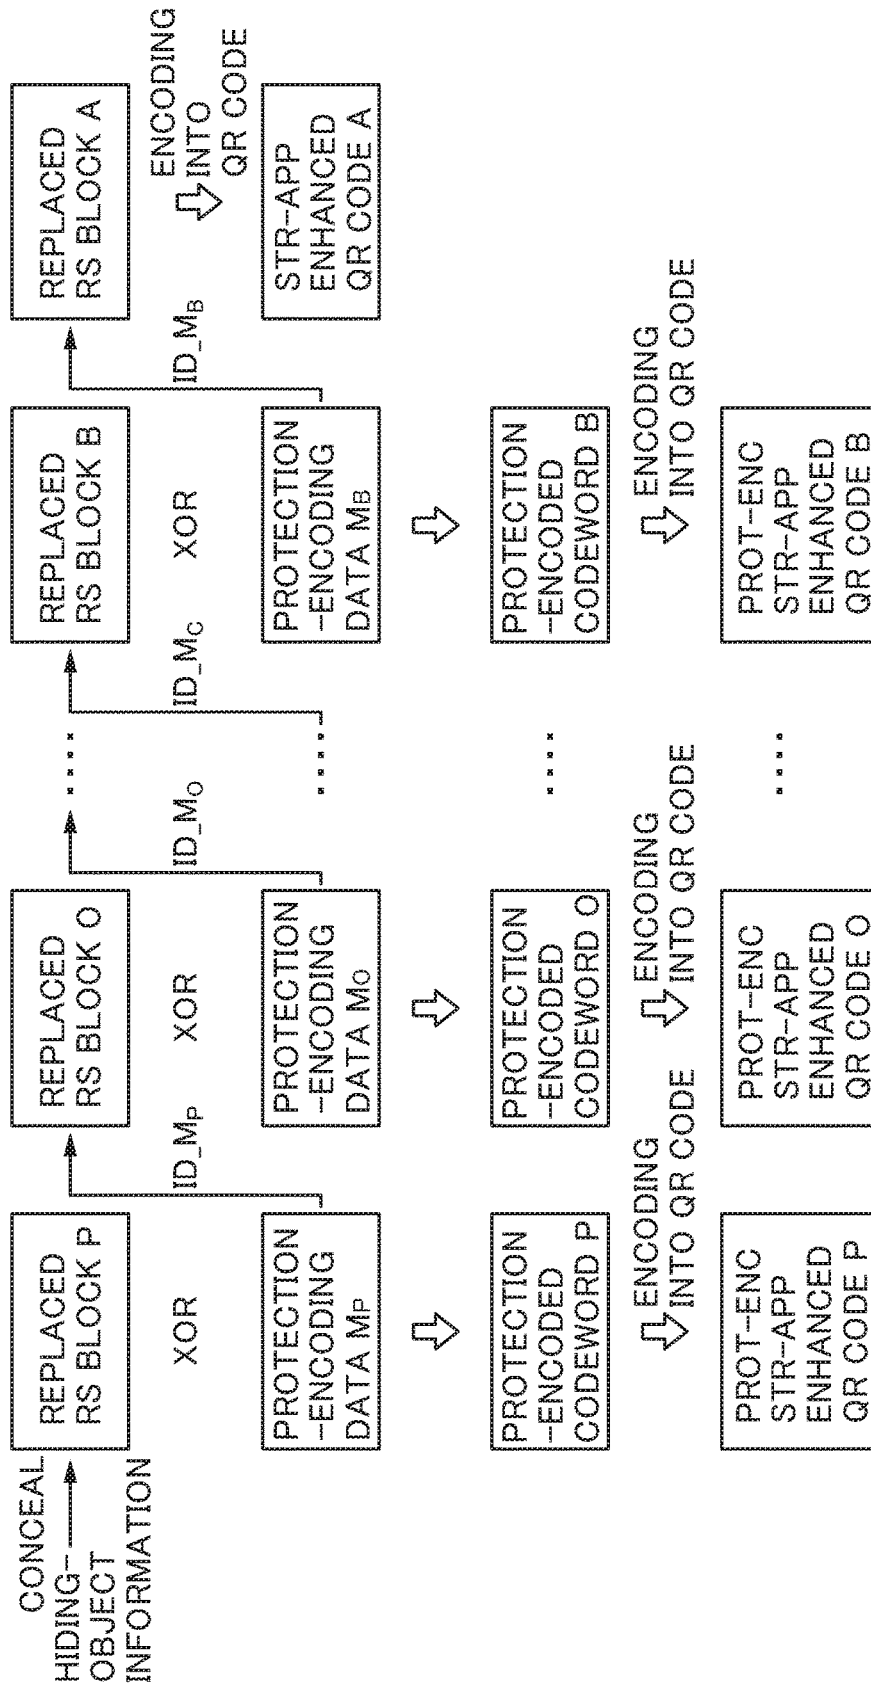 CONCEAL
HIDING-
OBJECT
INFORMATION
REPLACED
RS BLOCK P
XOR
PROTECTION
-ENCODING
DATA MP
PROTECTION
-ENCODED
CODEWORD P
ENCODING
INTO QR CODE
PROT-ENC
STR-APP
ENHANCED
QR CODE P
ID_MP
REPLACED
RS BLOCK O
XOR
PROTECTION
-ENCODING
DATA MO
PROTECTION
-ENCODED
CODEWORD O
ENCODING
INTO QR CODE
PROT-ENC
STR-APP
ENHANCED
QR CODE O
ID_MO
.....
.....
....
....
ID_MC
REPLACED
RS BLOCK B
XOR
PROTECTION
-ENCODING
DATA MB
PROTECTION
-ENCODED
CODEWORD B
ENCODING
INTO QR CODE
PROT-ENC
STR-APP
ENHANCED
QR CODE B
ID_MB
REPLACED
RS BLOCK A
ENCODING
INTO
QR CODE
STR-APP
ENHANCED
QR CODE A